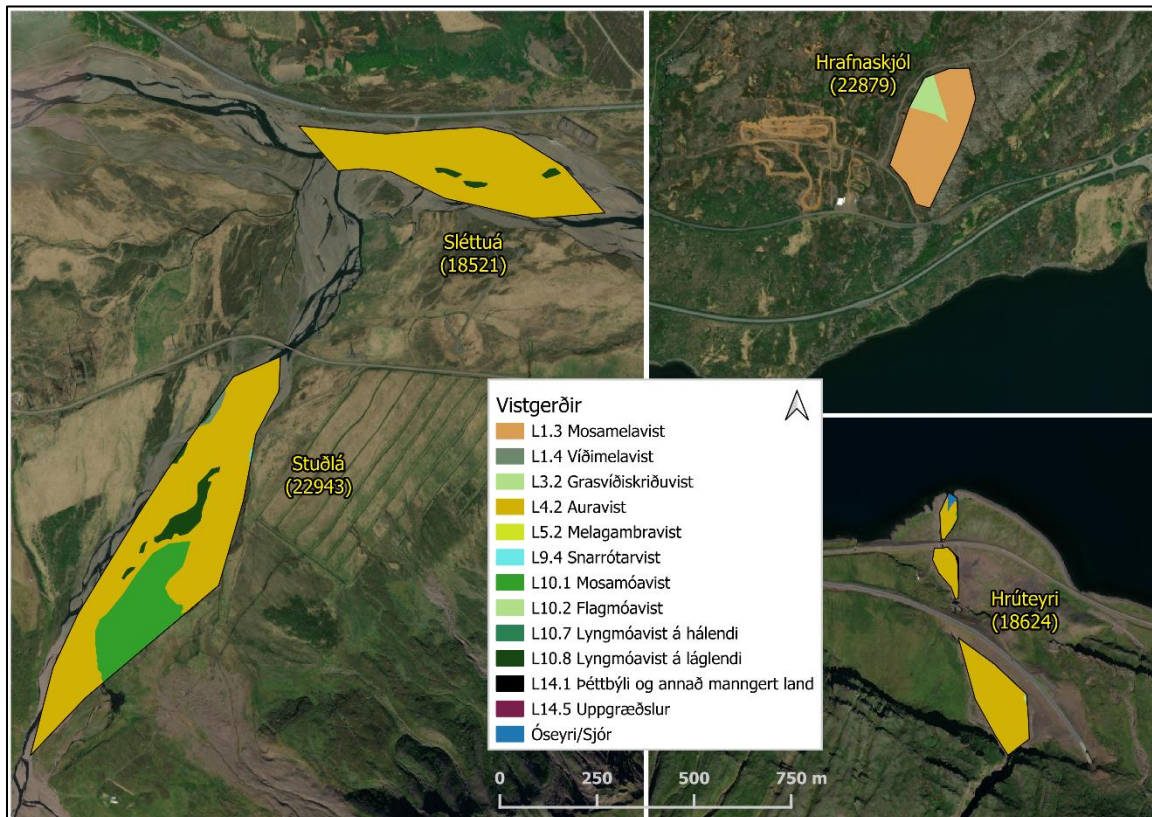 Hrafnaskjól
(22879)
Sléttuá
(18521)
Stuðlá
(22943)
Hrúteyri
(18624)
Vistgerðir
L1.3 Mosamelavist
L1.4 Víðimelavist
L3.2 Grasvíðiskriðuvist
L4.2 Auravist
L5.2 Melagambravist
L9.4 Snarrótarvist
L10.1 Mosamóavist
L10.2 Flagmóavist
L10.7 Lyngmóavist á hálendi
L10.8 Lyngmóavist á láglendi
L14.1 Þéttbýli og annað manngert land
L14.5 Uppgræðslur
Óseyri/Sjór
0 250 500 750 m